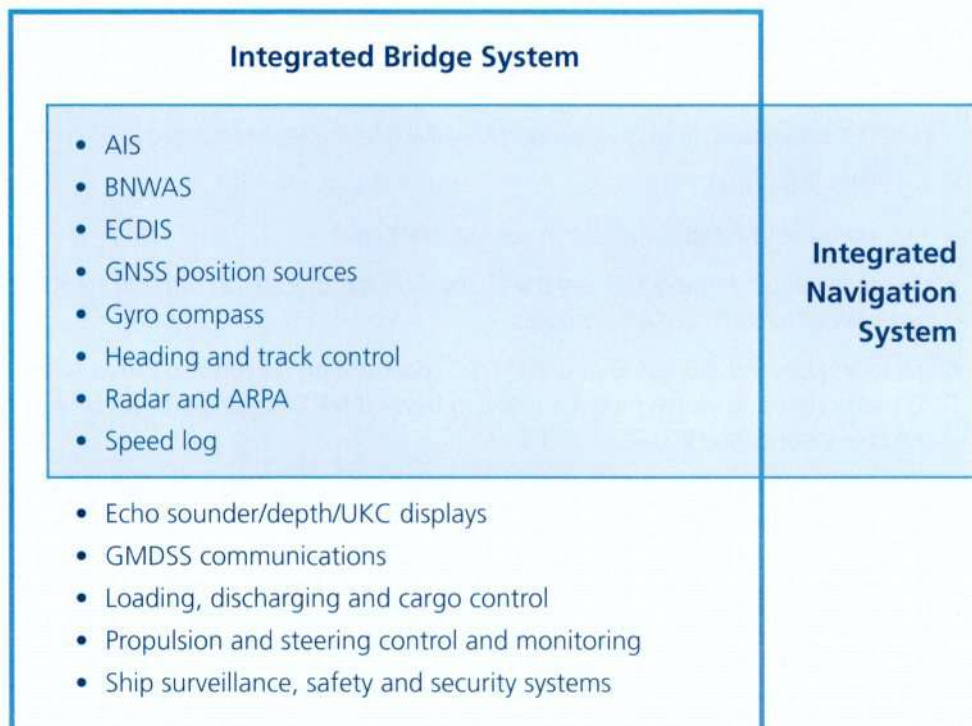 Integrated Bridge System
• AIS
• BNWAS
• ECDIS
• GNSS position sources
• Gyro compass
• Heading and track control
• Radar and ARPA
• Speed log
Integrated
Navigation
System
• Echo sounder/depth/UKC displays
• GMDSS communications
• Loading, discharging and cargo control
• Propulsion and steering control and monitoring
• Ship surveillance, safety and security systems